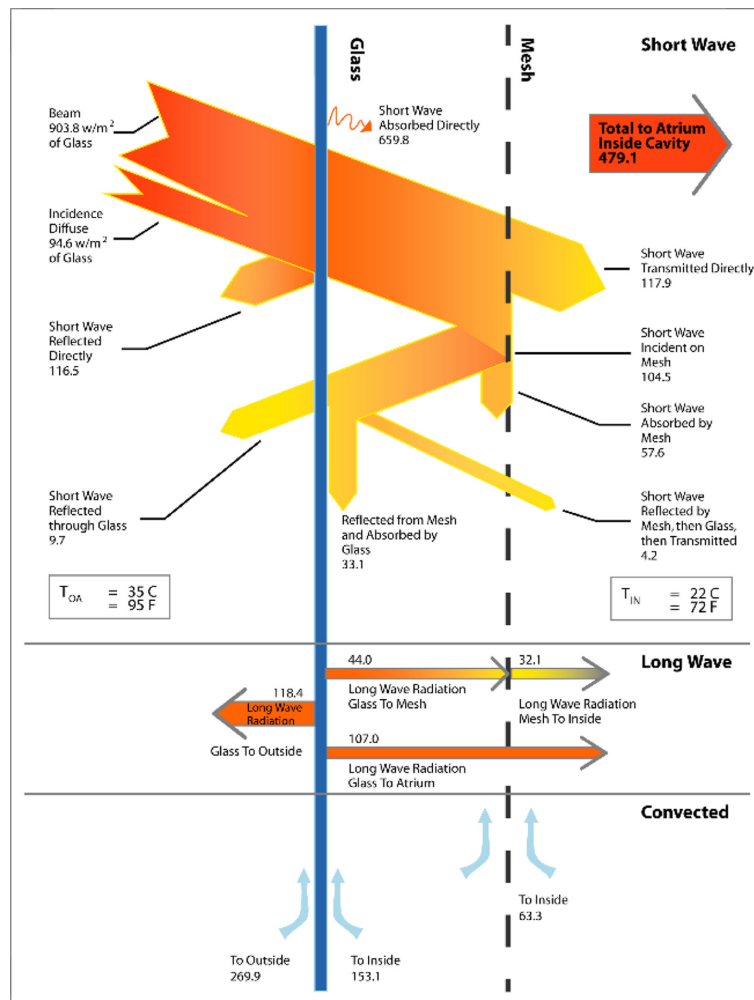 Glass
Mesh
Short Wave
Beam
903.8 w/m²
of Glass
Short Wave
Absorbed Directly
659.8
Total to Atrium
Inside Cavity
479.1
Incidence
Diffuse
94.6 w/m²
of Glass
Short Wave
Transmitted Directly
117.9
Short Wave
Reflected
Directly
116.5
Short Wave
Incident on
Mesh
104.5
Short Wave
Absorbed by
Mesh
57.6
Short Wave
Reflected
through Glass
9.7
Reflected from Mesh
and Absorbed by
Glass
33.1
Short Wave
Reflected by
Mesh, then Glass,
then Transmitted
4.2
T OA = 35 C
= 95 F
T IN = 22 C
= 72 F
Long Wave
44.0
Long Wave Radiation
Glass To Mesh
32.1
Long Wave Radiation
Mesh To Inside
118.4
Long Wave
Radiation
Glass To Outside
107.0
Long Wave Radiation
Glass To Atrium
Convected
To Inside
63.3
To Outside
269.9
To Inside
153.1